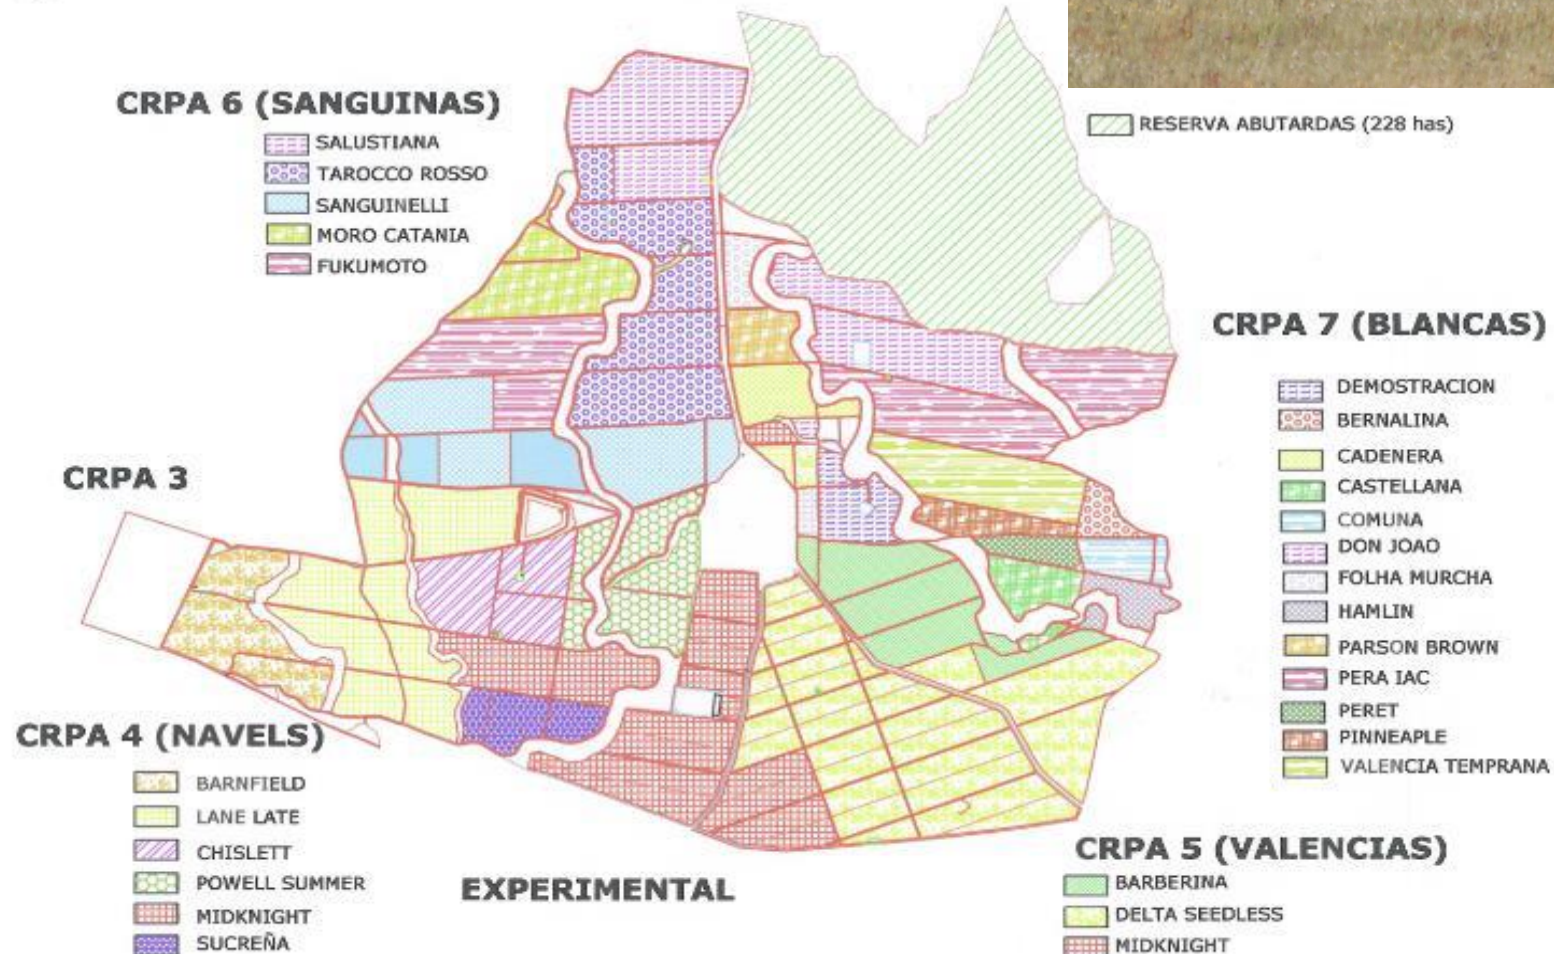 CRPA 6 (SANGUINAS)
SALUSTIANA
TAROCCO ROSSO
SANGUINELLI
MORO CATANIA
FUKUMOTO
RESERVA ABUTARDAS (228 has)
CRPA 7 (BLANCAS)
DEMOSTRACION
BERNALINA
CADENERA
CASTELLANA
COMUNA
DON JOAO
FOLHA MURCHA
HAMLIN
PARSON BROWN
PERA IAC
PERET
PINNEAPLE
VALENCIA TEMPRANA
CRPA 3
CRPA 4 (NAVELS)
BARNFIELD
LANE LATE
CHISLETT
POWELL SUMMER
MIDKNIGHT
SUCREÑA
EXPERIMENTAL
CRPA 5 (VALENCIAS)
BARBERINA
DELTA SEEDLESS
MIDKNIGHT